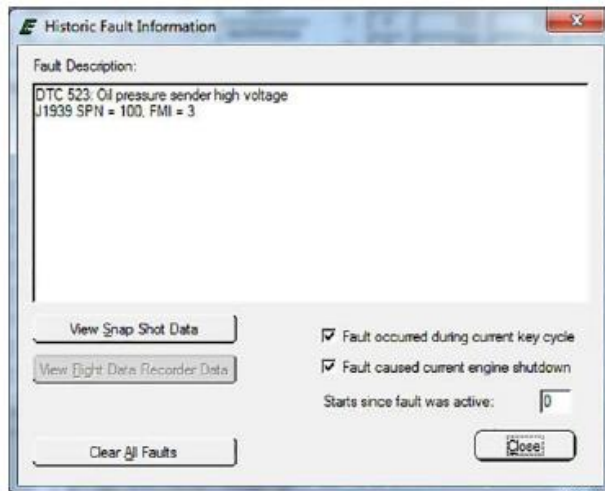 Historic Fault Information
Fault Description:
DTC 523: Oil pressure sender high voltage
J1939 SPN = 100, FMI = 3
View Snap Shot Data
Fault occurred during current key cycle
View Flight Data Recorder Data
Fault caused current engine shutdown
Starts since fault was active: 0
Clear All Faults
Close